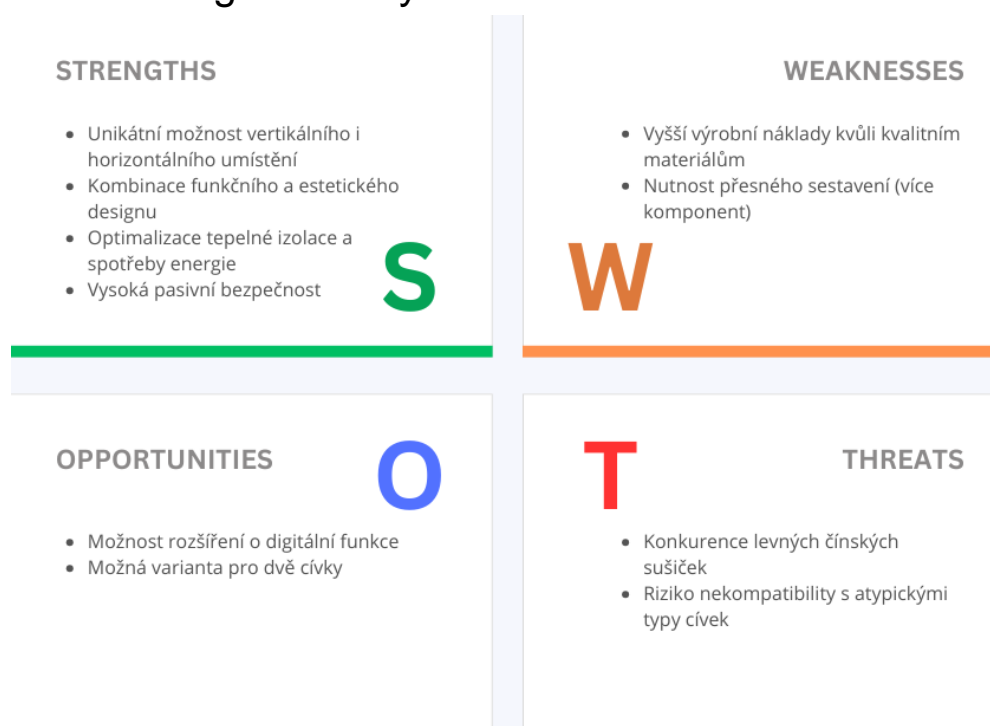 STRENGTHS
• Unikátní možnost vertikálního i
horizontálního umístění
• Kombinace funkčního a estetického
designu
• Optimalizace tepelné izolace a
spotřeby energie
• Vysoká pasivní bezpečnost
S
WEAKNESSES
• Vyšší výrobní náklady kvůli kvalitním
materiálům
• Nutnost přesného sestavení (více
komponent)
W
OPPORTUNITIES
O
• Možnost rozšíření o digitální funkce
• Možná varianta pro dvě cívky
T
THREATS
• Konkurence levných čínských
sušiček
• Riziko nekompatibility s atypickými
typy cívek